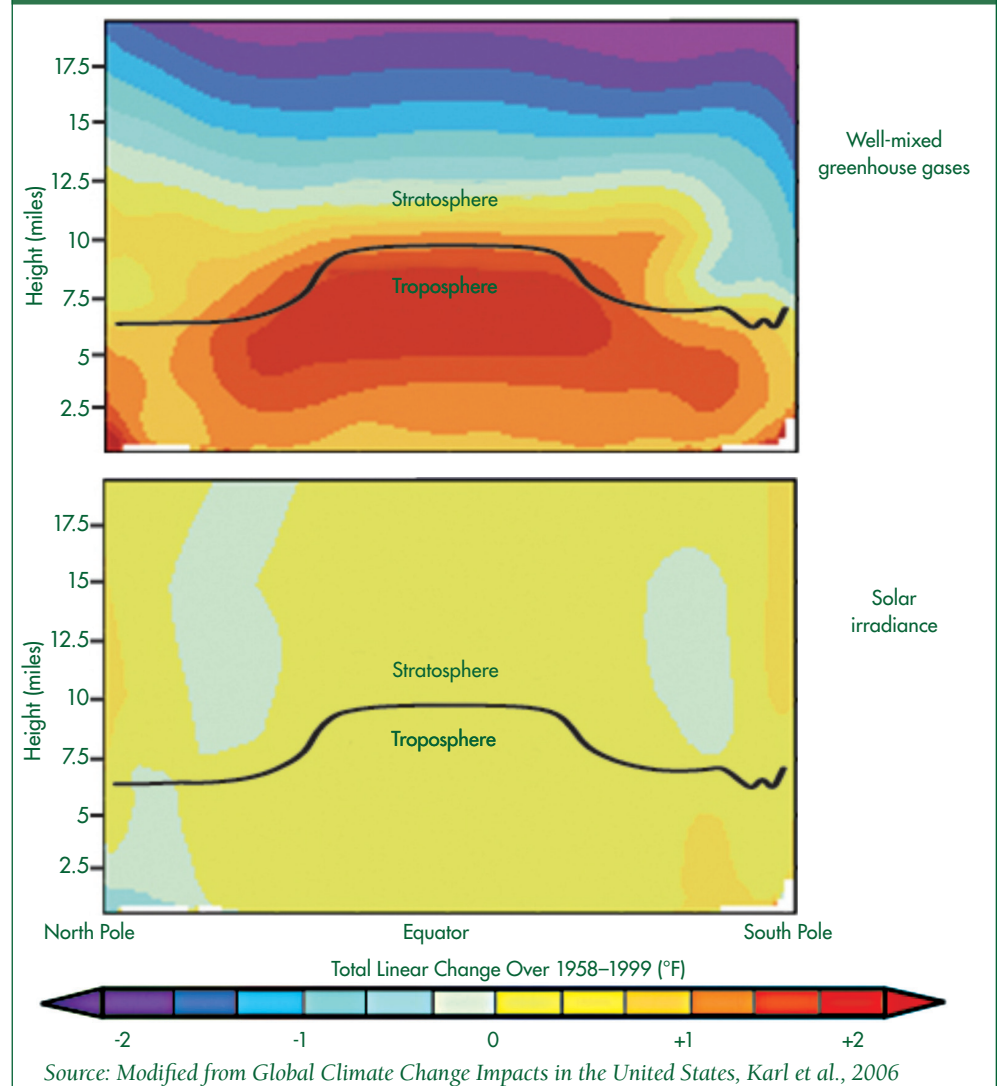 17.5
15
12.5
10
7.5
5
2.5
Height (miles)
Stratosphere
Troposphere
Well-mixed
greenhouse gases
17.5
15
12.5
10
7.5
5
2.5
Height (miles)
Stratosphere
Troposphere
Solar
irradiance
North Pole
Equator
South Pole
Total Linear Change Over 1958–1999 (°F)
-2
-1
0
+1
+2
Source: Modified from Global Climate Change Impacts in the United States, Karl et al., 2006